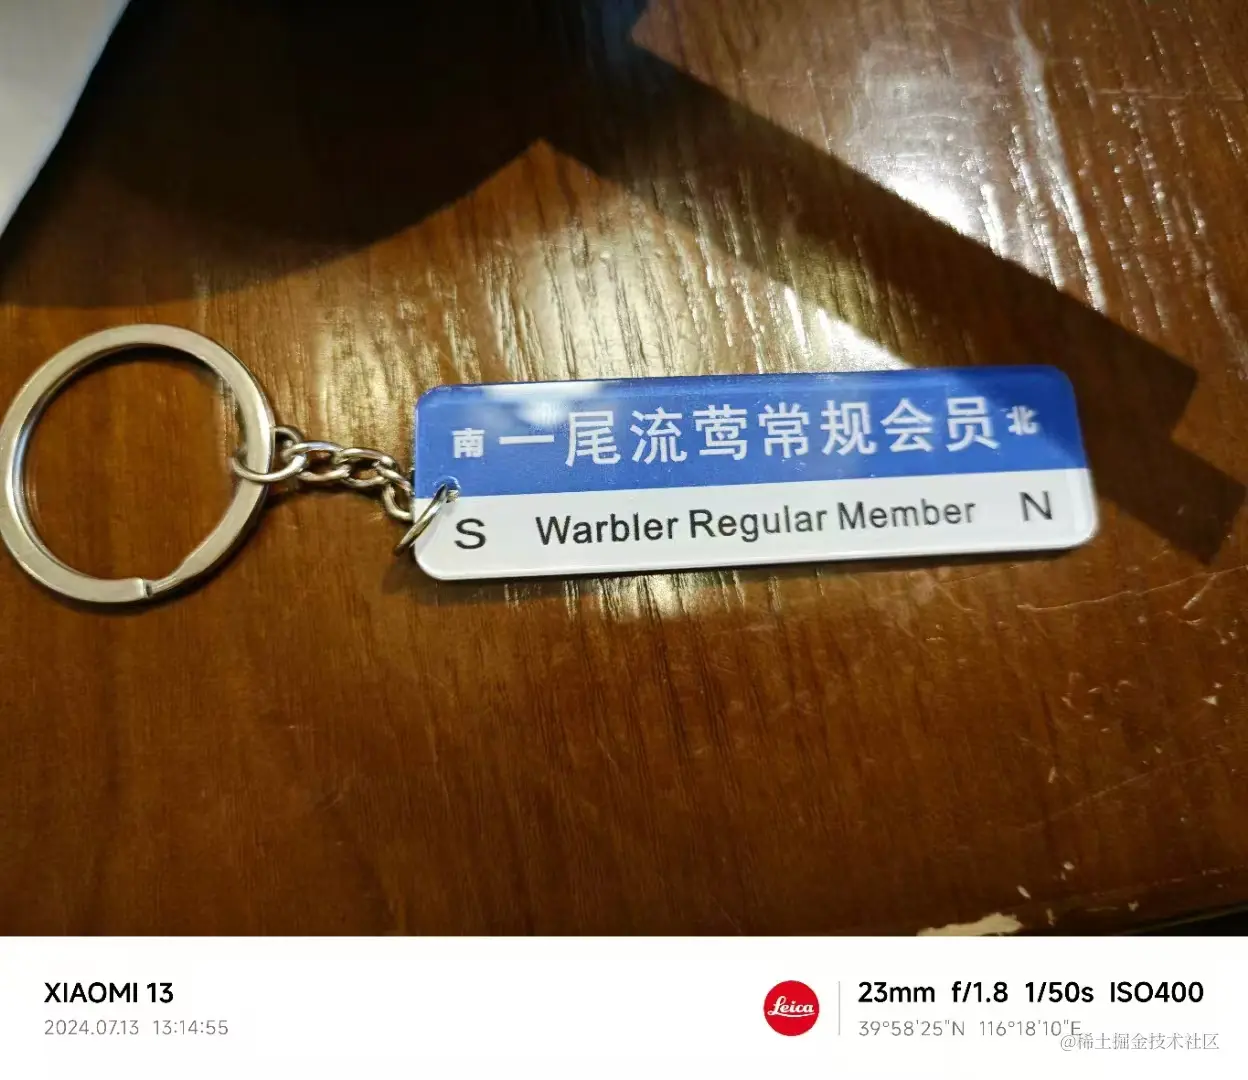 南 一尾流莺常规会员 北
S Warbler Regular Member N
XIAOMI 13
2024.07.13 13:14:55
Leica
23mm f/1.8 1/50s ISO400
39°58'25"N 116°18'10"E
@稀土掘金技术社区